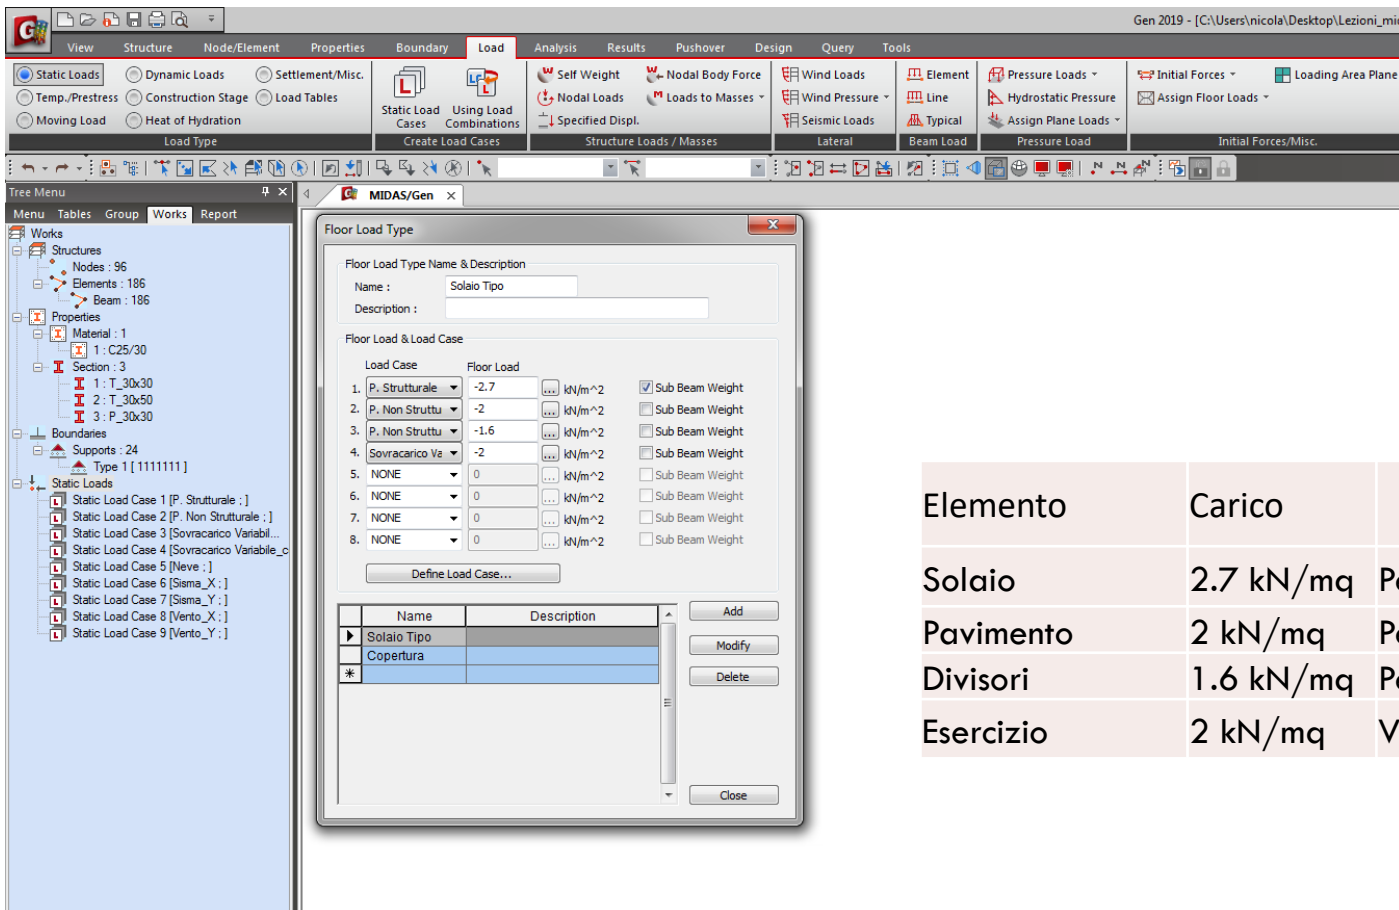 Gen 2019 - [C:\Users\nicola\Desktop\Lezioni_mi
View Structure Node/Element Properties Boundary Load Analysis Results Pushover Design Query Tools
Static Loads Dynamic Loads Settlement/Misc.
Temp./Prestress Construction Stage Load Tables
Moving Load Heat of Hydration
Load Type
Static Load Cases Using Load Combinations
Create Load Cases
Self Weight Nodal Body Force
Nodal Loads Loads to Masses
Specified Displ.
Structure Loads / Masses
Wind Loads
Wind Pressure
Seismic Loads
Lateral
Element
Line
Typical
Beam Load
Pressure Loads
Hydrostatic Pressure
Assign Plane Loads
Pressure Load
Initial Forces Loading Area Plane
Assign Floor Loads
Initial Forces/Misc.
Tree Menu
Menu Tables Group Works Report
Works
Structures
Nodes : 96
Elements : 186
Beam : 186
Properties
Material : 1
1 : C25/30
Section : 3
1 : T_30x30
2 : T_30x50
3 : P_30x30
Boundaries
Supports : 24
Type 1 [ 1111111 ]
Static Loads
Static Load Case 1 [P. Strutturale ; ]
Static Load Case 2 [P. Non Strutturale ; ]
Static Load Case 3 [Sovracarico Variabil...
Static Load Case 4 [Sovracarico Variabile_c
Static Load Case 5 [Neve ; ]
Static Load Case 6 [Sisma_X ; ]
Static Load Case 7 [Sisma_Y ; ]
Static Load Case 8 [Vento_X ; ]
Static Load Case 9 [Vento_Y ; ]
MIDAS/Gen
Floor Load Type
Floor Load Type Name & Description
Name : Solaio Tipo
Description :
Floor Load & Load Case
Load Case Floor Load
1. P. Strutturale -2.7 ... kN/m^2 Sub Beam Weight
2. P. Non Struttu -2 ... kN/m^2 Sub Beam Weight
3. P. Non Struttu -1.6 ... kN/m^2 Sub Beam Weight
4. Sovracarico Va -2 ... kN/m^2 Sub Beam Weight
5. NONE 0 ... kN/m^2 Sub Beam Weight
6. NONE 0 ... kN/m^2 Sub Beam Weight
7. NONE 0 ... kN/m^2 Sub Beam Weight
8. NONE 0 ... kN/m^2 Sub Beam Weight
Define Load Case...
Name Description
Solaio Tipo
Copertura
Add
Modify
Delete
Close
Elemento Carico
Solaio 2.7 kN/mq
Pavimento 2 kN/mq
Divisori 1.6 kN/mq
Esercizio 2 kN/mq